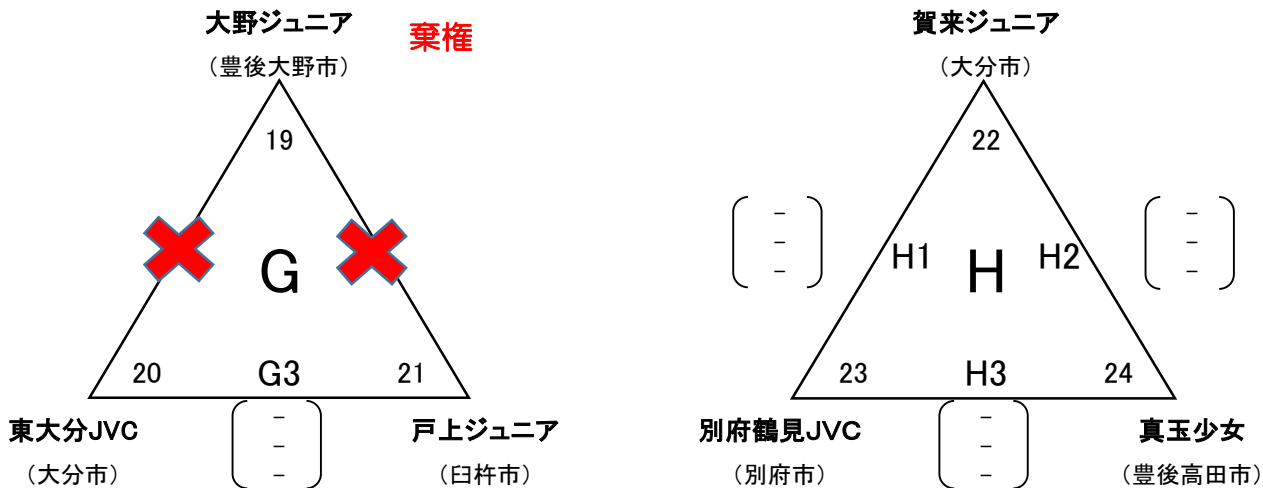 大野ジュニア
棄権
（豊後大野市）
19
G
20
G3
21
東大分JVC
－
－
－
戸上ジュニア
（大分市）
（臼杵市）
賀来ジュニア
（大分市）
22
－
－
－
H1
H
H2
－
－
－
23
H3
24
別府鶴見JVC
－
－
－
真玉少女
（別府市）
（豊後高田市）